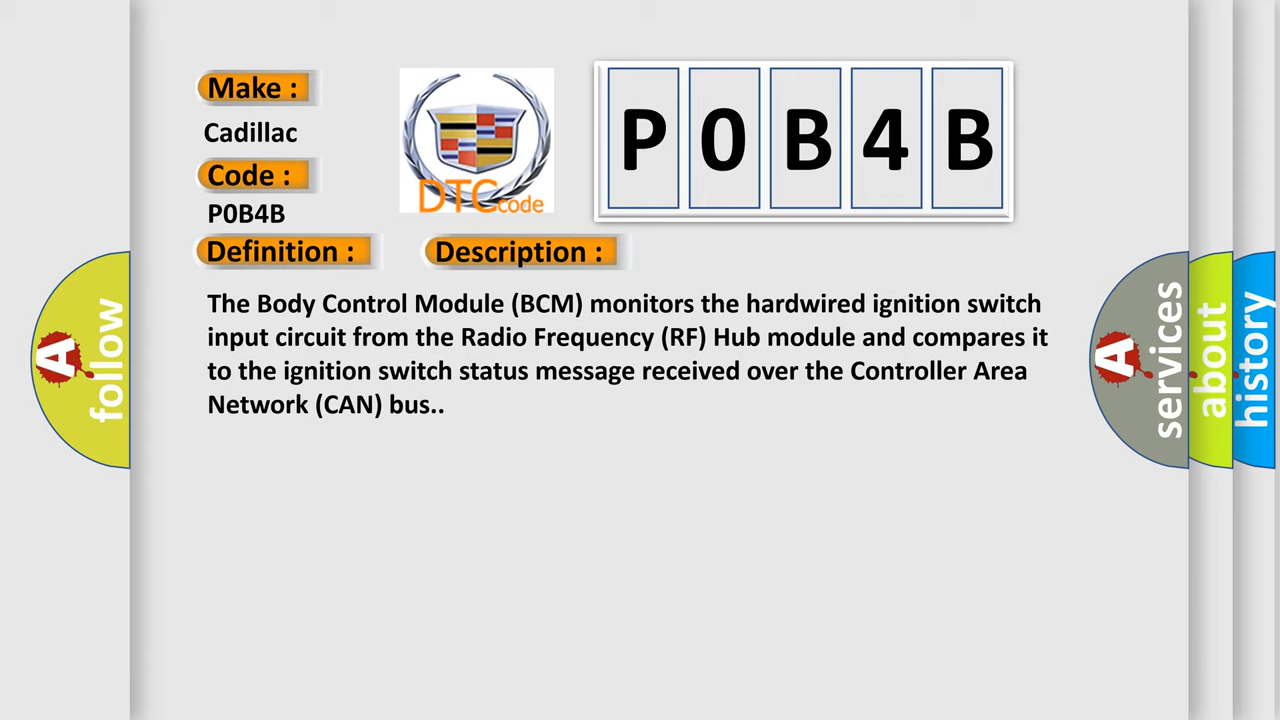 Make :
Cadillac
Code :
P0B4B
Definition :
Description :
The Body Control Module (BCM) monitors the hardwired ignition switch
input circuit from the Radio Frequency (RF) Hub module and compares it
to the ignition switch status message received over the Controller Area
Network (CAN) bus..
DTC code
P 0 B 4 B
A follow
A services
about
history